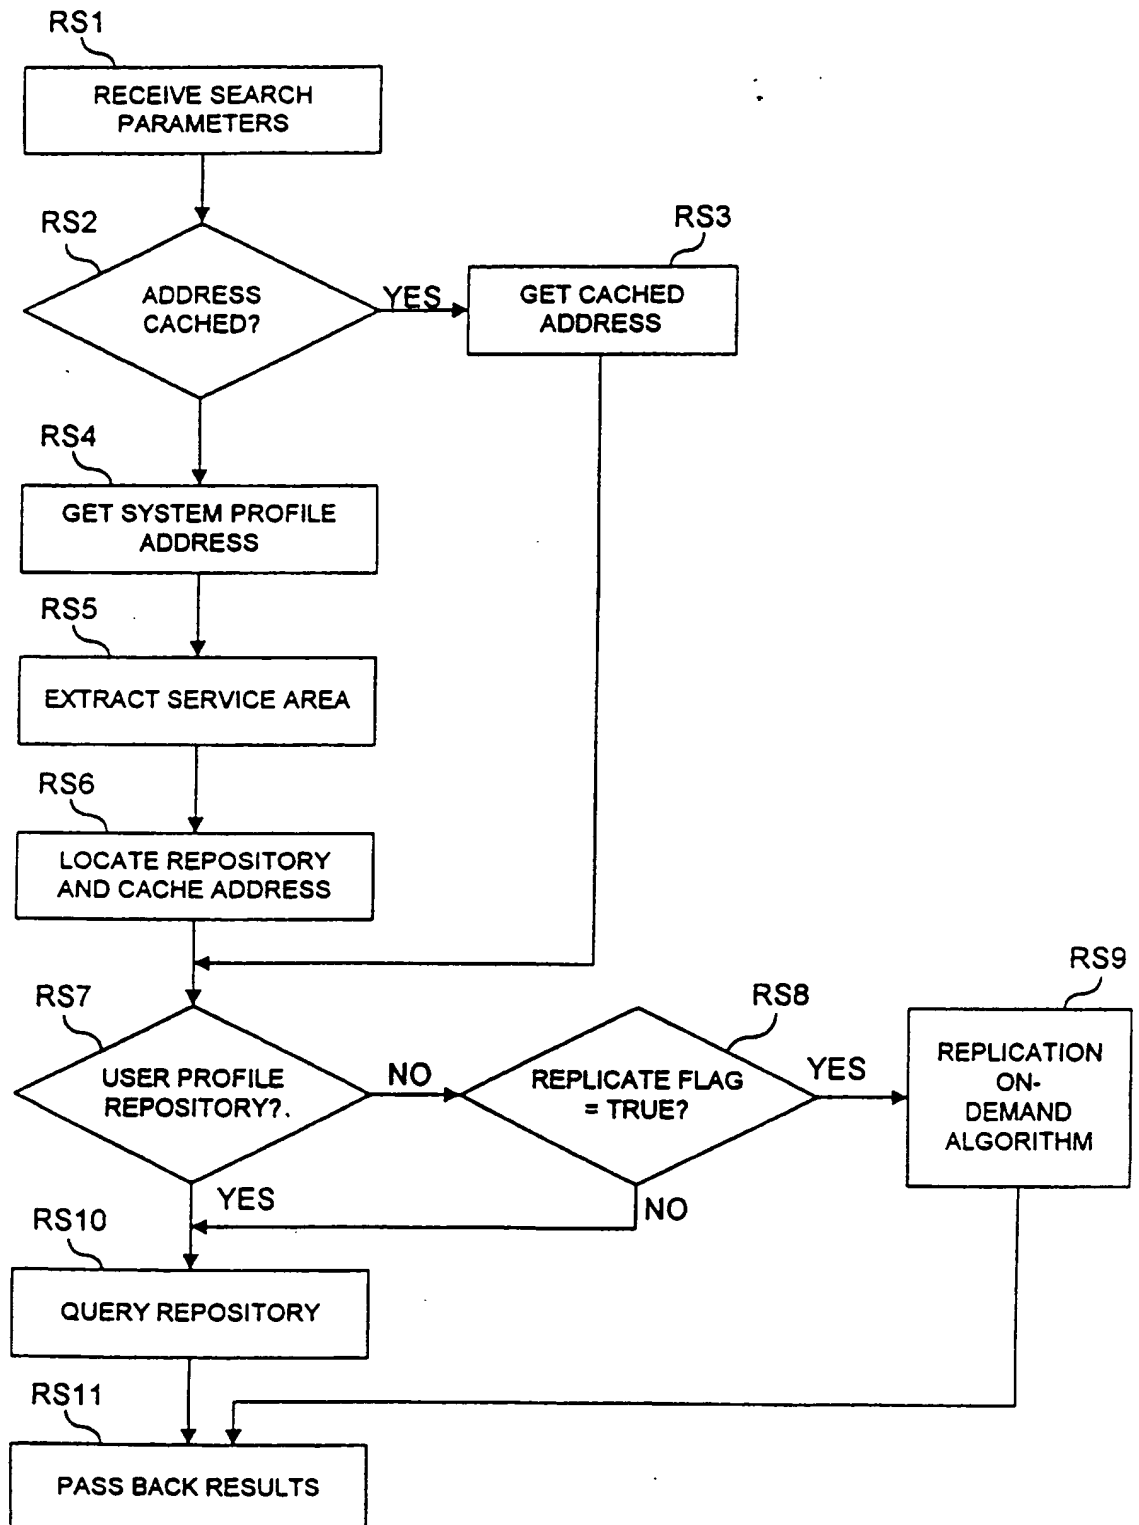 RS1
RECEIVE SEARCH
PARAMETERS
RS2
ADDRESS
CACHED?
YES
RS3
GET CACHED
ADDRESS
RS4
GET SYSTEM PROFILE
ADDRESS
RS5
EXTRACT SERVICE AREA
RS6
LOCATE REPOSITORY
AND CACHE ADDRESS
RS7
USER PROFILE
REPOSITORY?.
NO
RS8
REPLICATE FLAG
= TRUE?
YES
RS9
REPLICATION
ON-
DEMAND
ALGORITHM
YES
NO
RS10
QUERY REPOSITORY
RS11
PASS BACK RESULTS